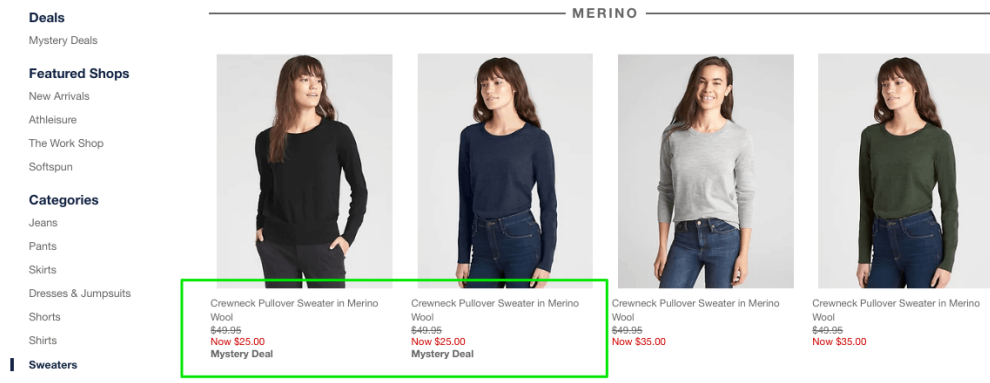 Deals
Mystery Deals
Featured Shops
New Arrivals
Athleisure
The Work Shop
Softspun
Categories
Jeans
Pants
Skirts
Dresses & Jumpsuits
Shorts
Shirts
Sweaters
MERINO
Crewneck Pullover Sweater in Merino
Wool
$49.95
Now $25.00
Mystery Deal
Crewneck Pullover Sweater in Merino
Wool
$49.95
Now $25.00
Mystery Deal
Crewneck Pullover Sweater in Merino
Wool
$49.95
Now $35.00
Crewneck Pullover Sweater in Merino
Wool
$49.95
Now $35.00